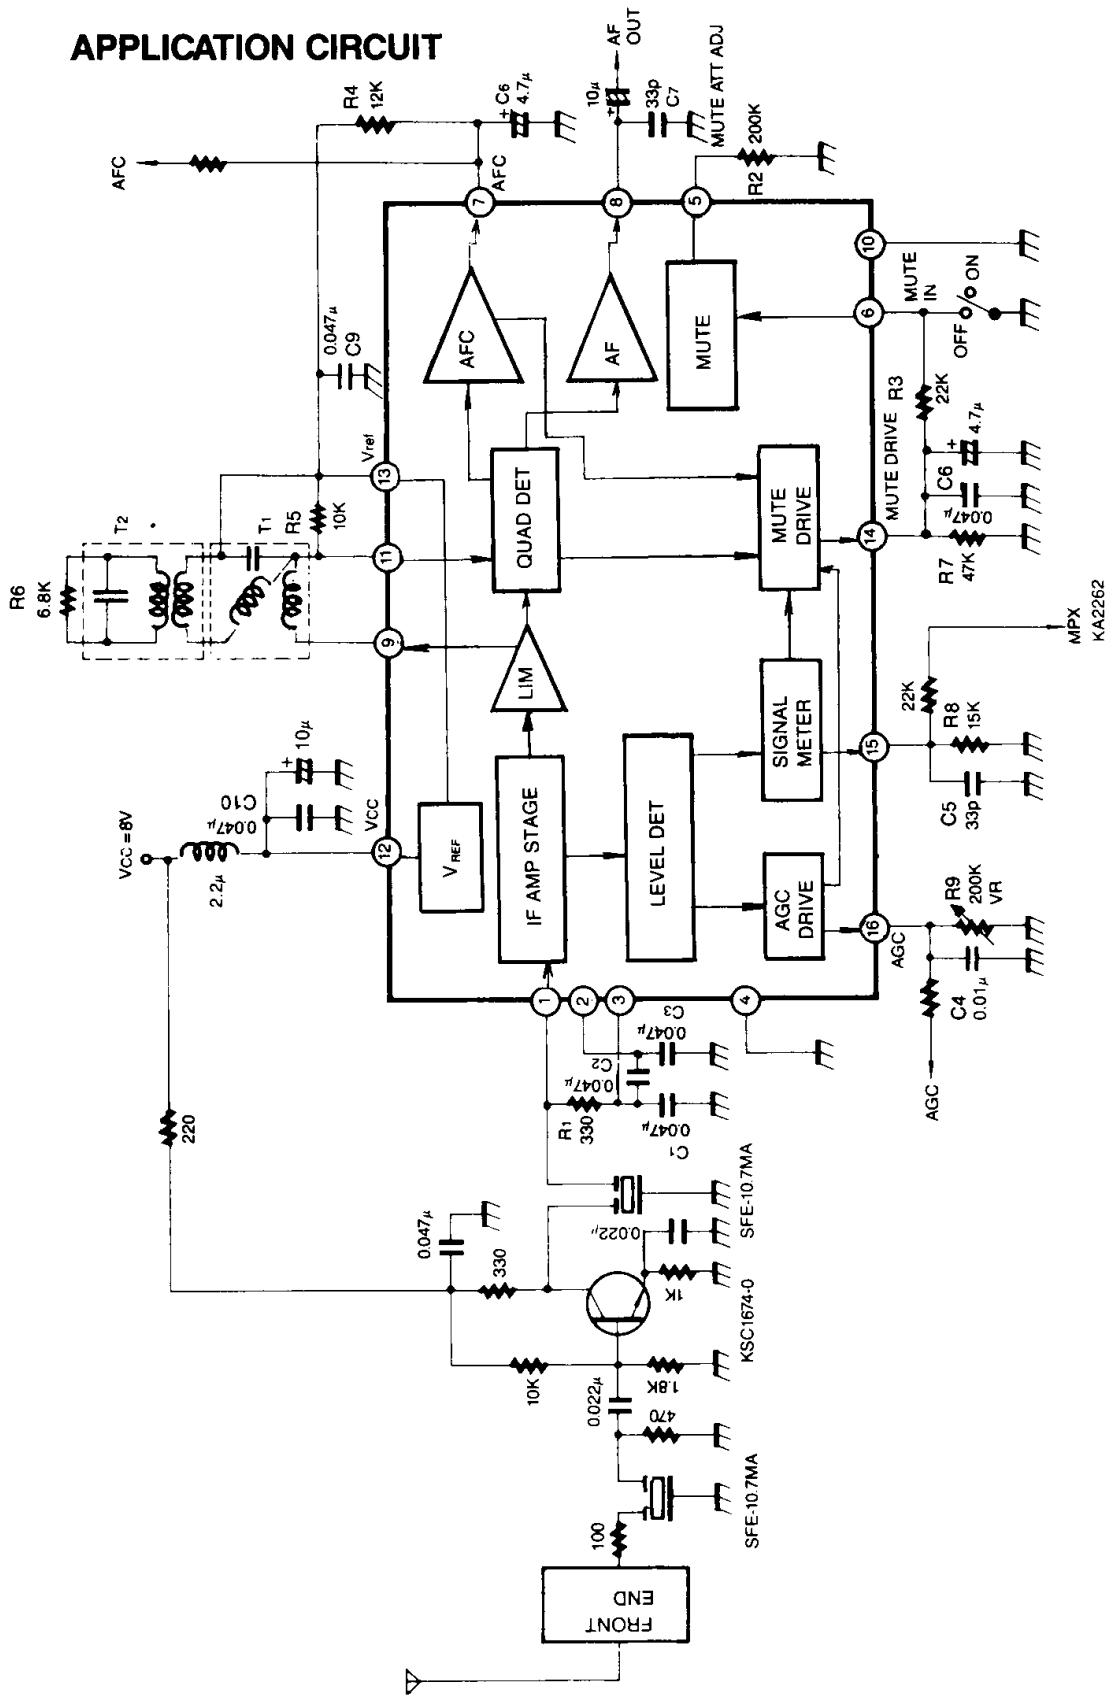 APPLICATION CIRCUIT
AF
OUT
10μ
33p
C7
MUTE ATT ADJ
R4
12K
C6
4.7μ
AFC
AFC
R2
200K
7
8
5
10
MUTE
IN
6
OFF
ON
0.047μ
C9
AFC
AF
MUTE
R3
22K
Vref
13
T2
T1
R5
10K
11
QUAD DET
MUTE
DRIVE
MUTE DRIVE
14
4.7μ
C6
0.047μ
R7
47K
R6
6.8K
9
LIM
MPX
KA2262
10μ
C10
0.047μ
VCC
VCC=8V
2.2μ
12
VREF
IF AMP STAGE
LEVEL DET
SIGNAL
METER
15
22K
R8
15K
C5
33p
AGC
DRIVE
16
AGC
R9
200K
VR
C4
0.01μ
AGC
1
2
3
4
C3
0.047μ
C2
0.047μ
R1
330
0.047μ
C1
220
0.047μ
330
0.022μ
SFE-10.7MA
1K
KSC1674-0
10K
1.8K
0.022μ
470
SFE-10.7MA
100
FRONT
END